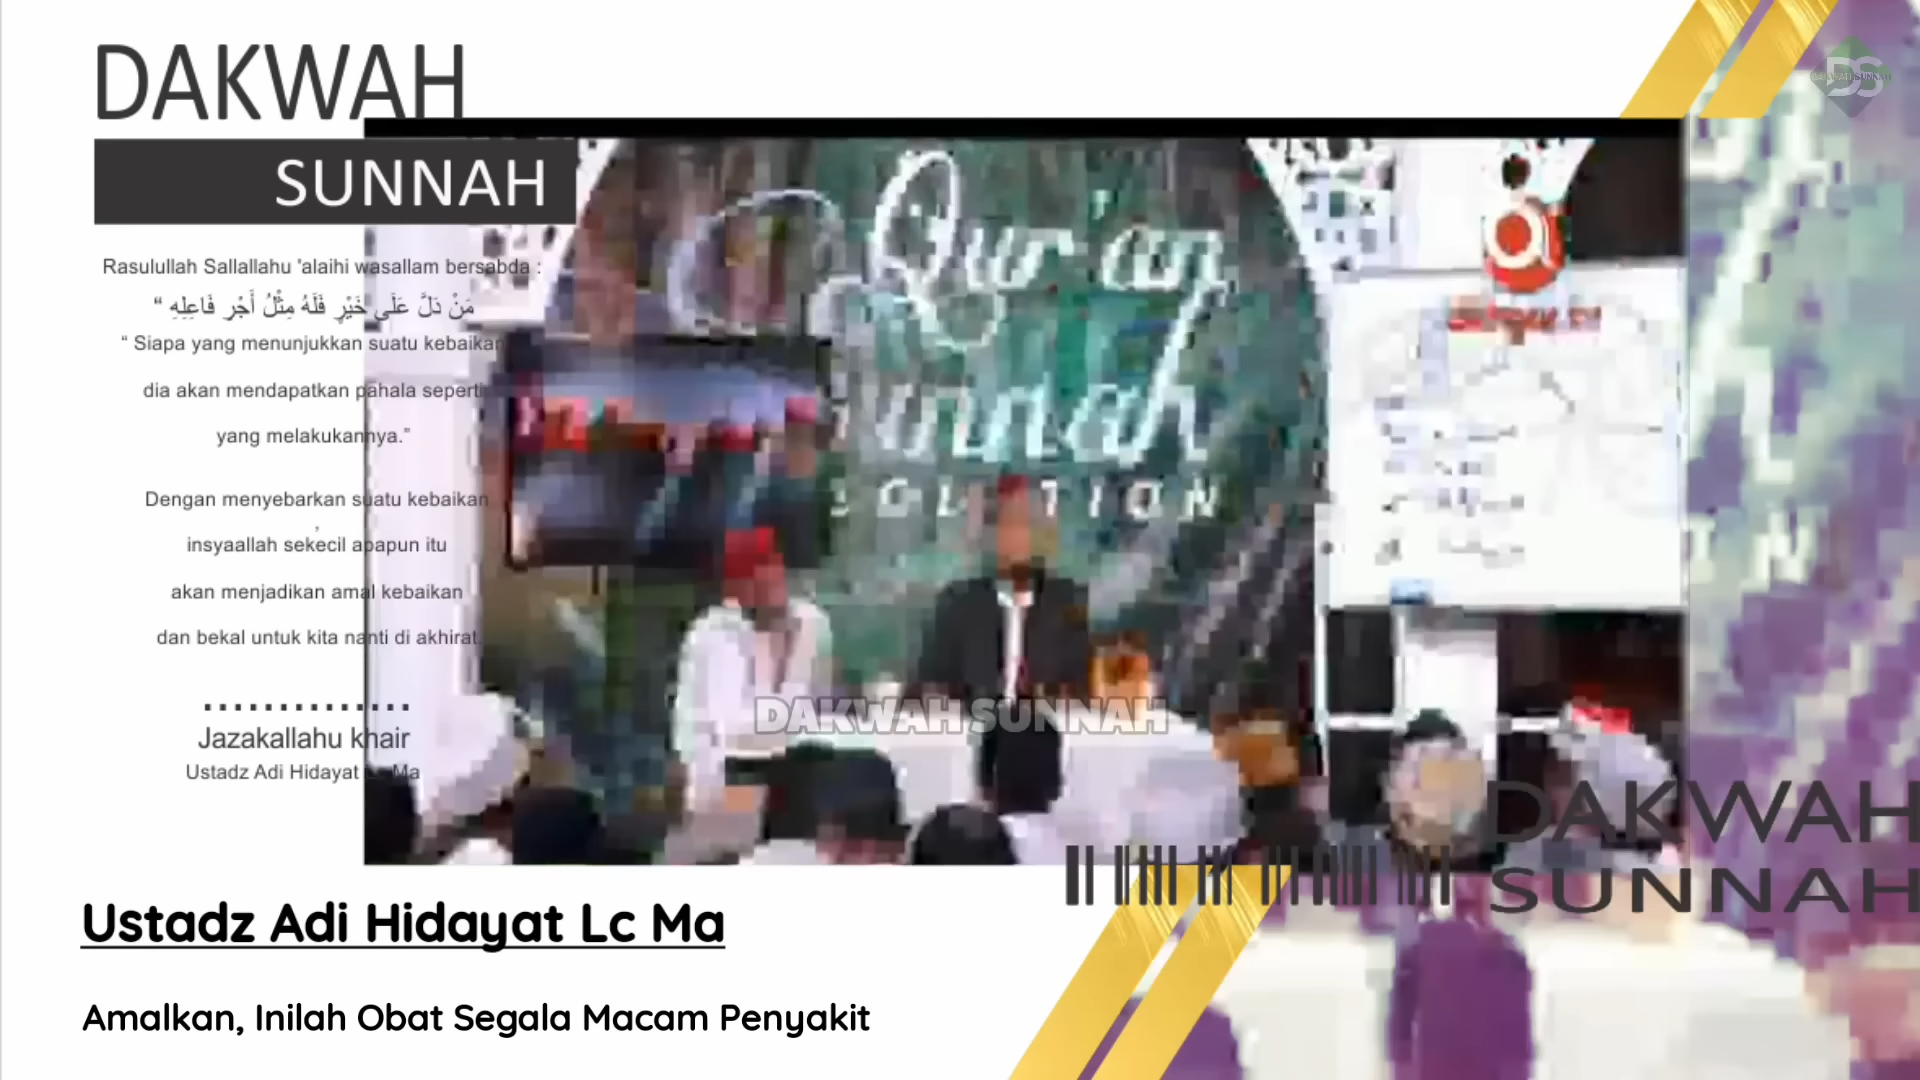 DAKWAH
SUNNAH
Rasulullah Sallallahu 'alaihi wasallam bersabda :
مَنْ دَلَّ عَلَى خَيْرٍ فَلَهُ مِثْلُ أَجْرِ فَاعِلِهِ “
“ Siapa yang menunjukkan suatu kebaikan
dia akan mendapatkan pahala seperti
yang melakukannya.”
Dengan menyebarkan suatu kebaikan
insyaallah sekecil apapun itu
akan menjadikan amal kebaikan
dan bekal untuk kita nanti di akhirat.
Jazakallahu khair
Ustadz Adi Hidayat Lc Ma
Qur'an
Sunnah
SOLUTION
DAKWAH SUNNAH
DS
DAKWAH SUNNAH
DAKWAH
SUNNAH
Ustadz Adi Hidayat Lc Ma
Amalkan, Inilah Obat Segala Macam Penyakit